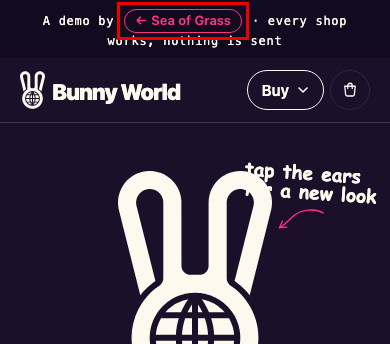 A demo by ← Sea of Grass · every shop
works, nothing is sent
Bunny World
Buy
tap the ears
for a new look